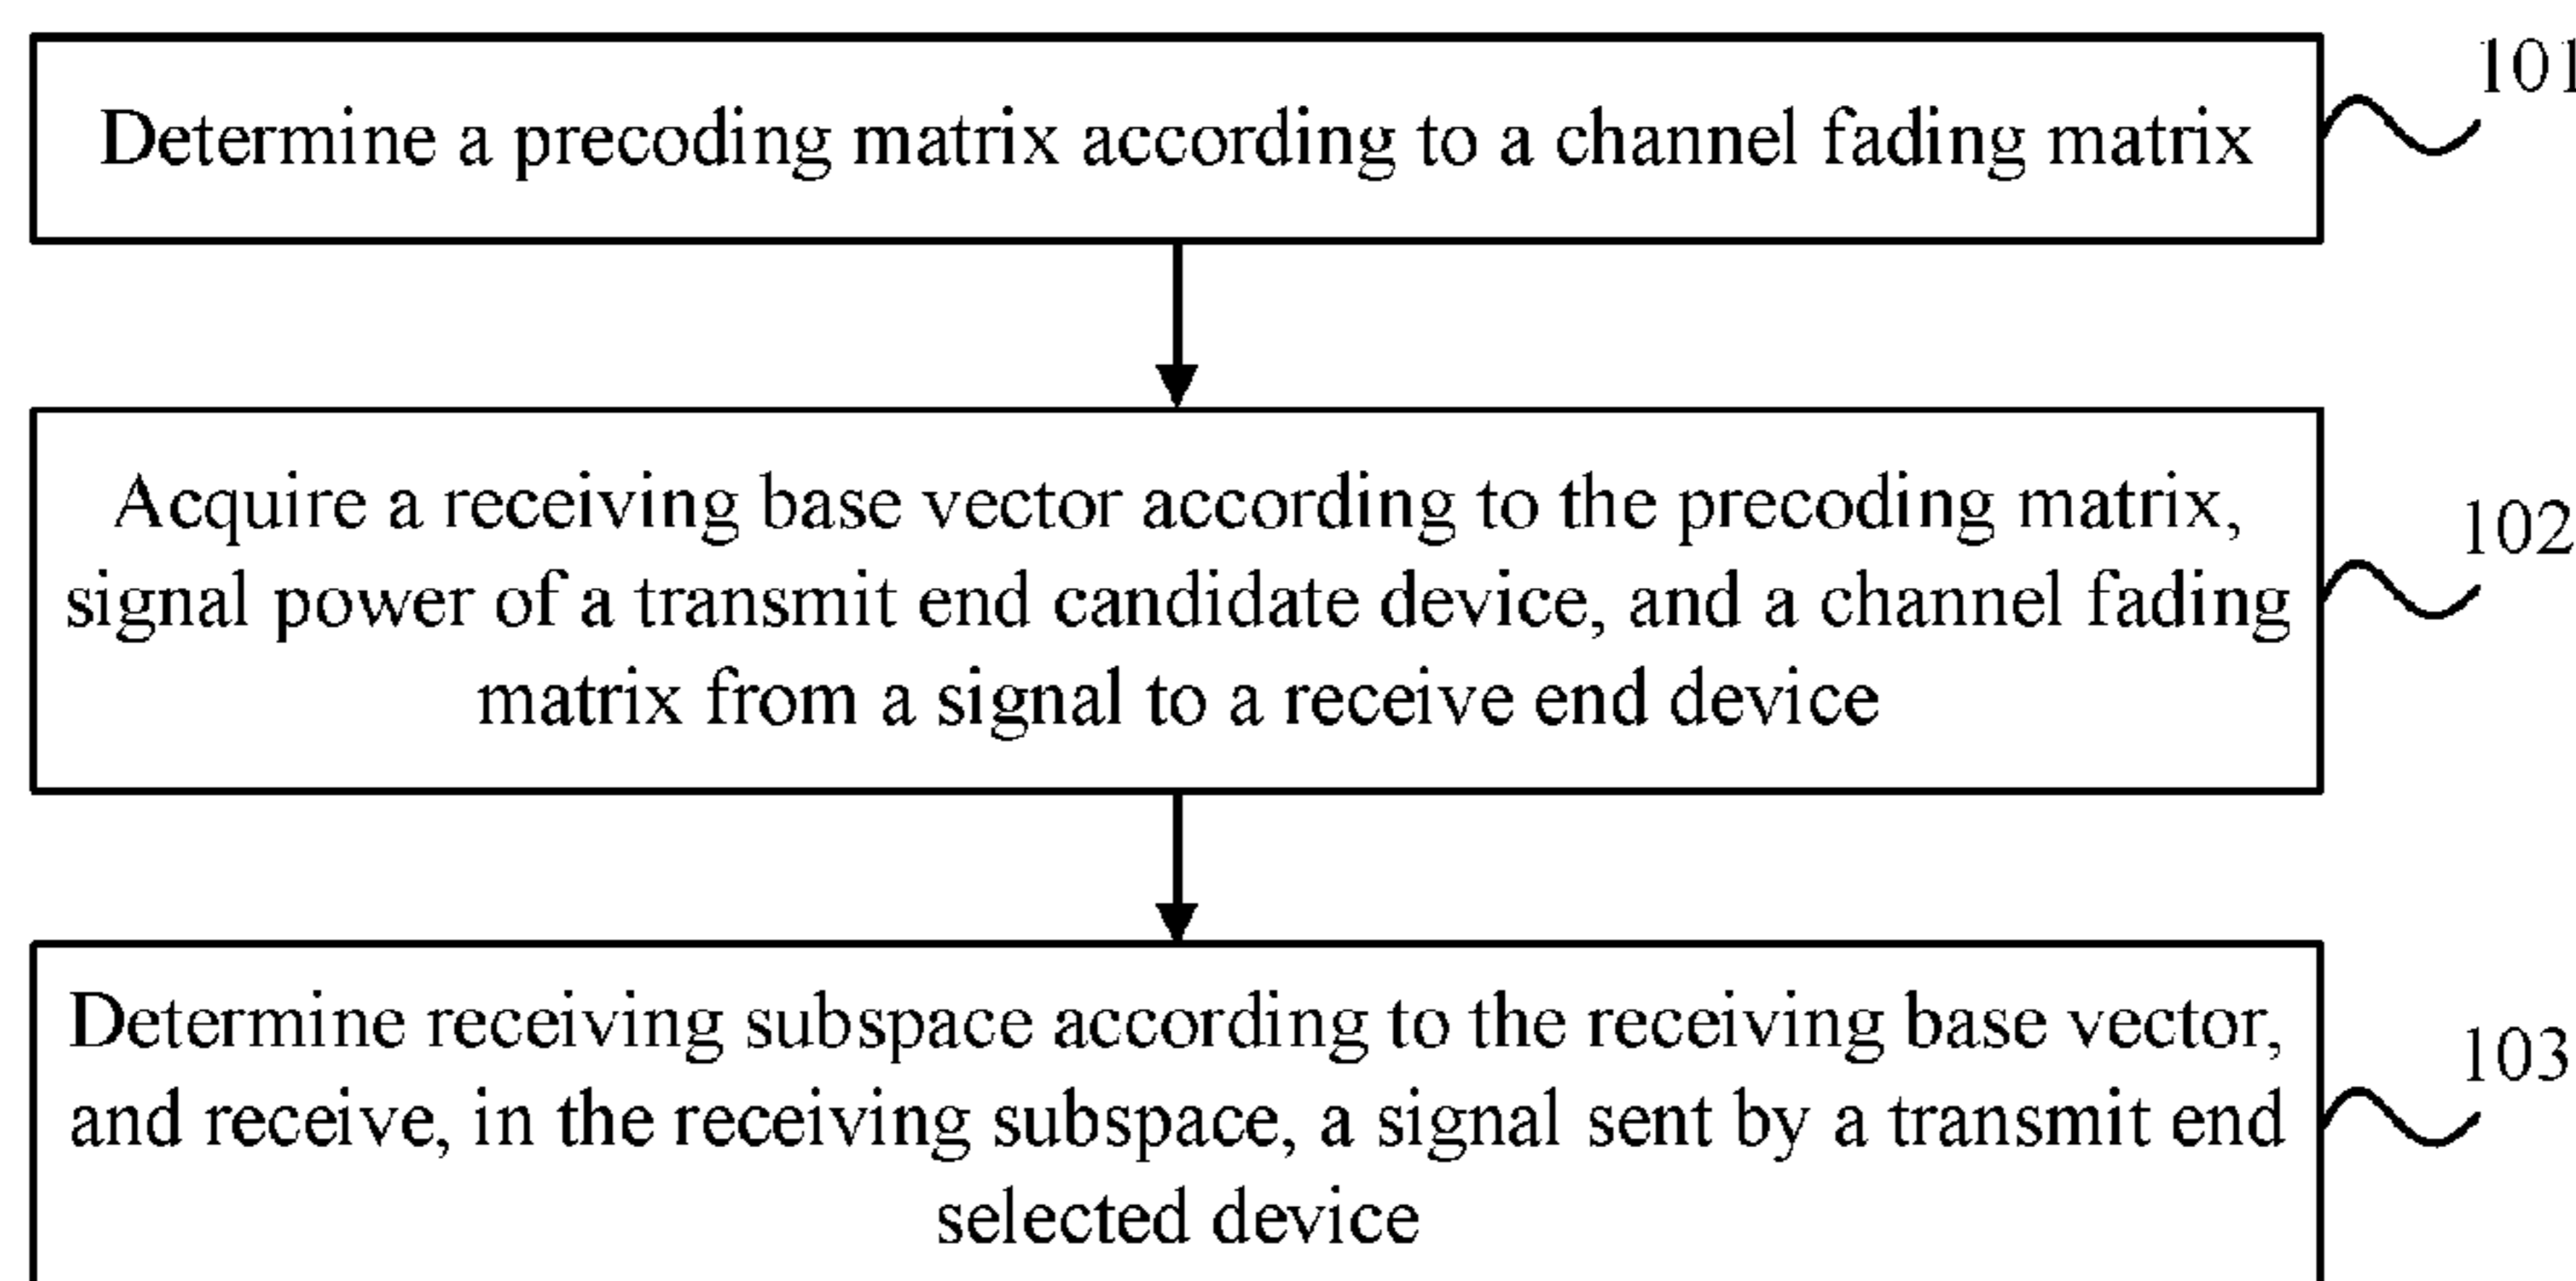 Determine a precoding matrix according to a channel fading matrix
101
Acquire a receiving base vector according to the precoding matrix,
signal power of a transmit end candidate device, and a channel fading
matrix from a signal to a receive end device
102
Determine receiving subspace according to the receiving base vector,
and receive, in the receiving subspace, a signal sent by a transmit end
selected device
103